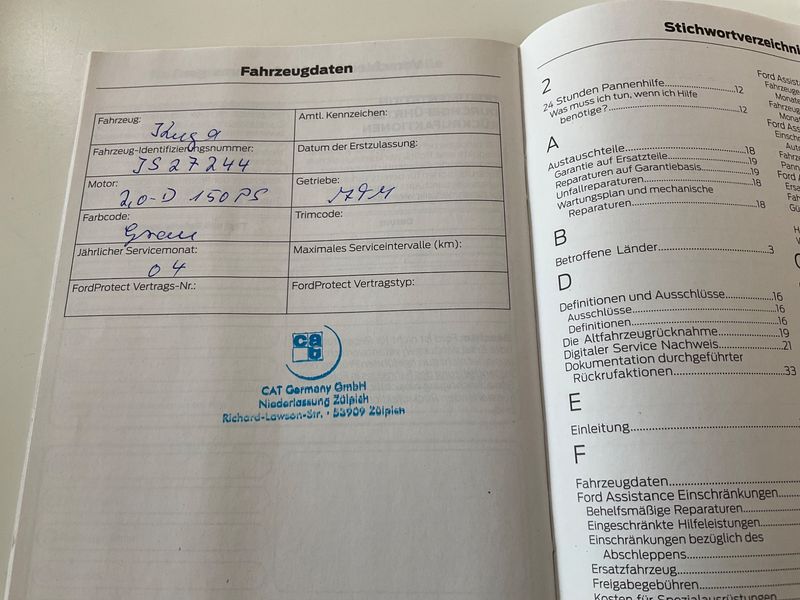 Fahrzeugdaten
Fahrzeug: Kuga
Amtl. Kennzeichen:
Fahrzeug-Identifizierungsnummer: JS27244
Datum der Erstzulassung:
Motor: 2,0-D 150PS
Getriebe:
Farbcode: Grau
Trimcode:
Jährlicher Servicemonat: 04
Maximales Serviceintervalle (km):
FordProtect Vertrags-Nr.:
FordProtect Vertragstyp:
cat
CAT Germany GmbH
Niederlassung Zülpich
Richard-Lawson-Str. · 53909 Zülpich
Stichwortverzeichni
2
24 Stunden Pannenhilfe..........12
Was muss ich tun, wenn ich Hilfe
benötige?..........12
A
Austauschteile..........18
Garantie auf Ersatzteile..........19
Reparaturen auf Garantiebasis..........19
Unfallreparaturen..........18
Wartungsplan und mechanische
Reparaturen..........18
B
Betroffene Länder..........3
D
Definitionen und Ausschlüsse..........16
Ausschlüsse..........16
Definitionen..........16
Die Altfahrzeugrücknahme..........19
Digitaler Service Nachweis..........21
Dokumentation durchgeführter
Rückrufaktionen..........33
E
Einleitung..........
F
Fahrzeugdaten..........
Ford Assistance Einschränkungen..........
Behelfsmäßige Reparaturen..........
Eingeschränkte Hilfeleistungen..........
Einschränkungen bezüglich des
Abschleppens..........
Ersatzfahrzeug..........
Freigabegebühren..........
Kosten für Spezialausrüstungen..........